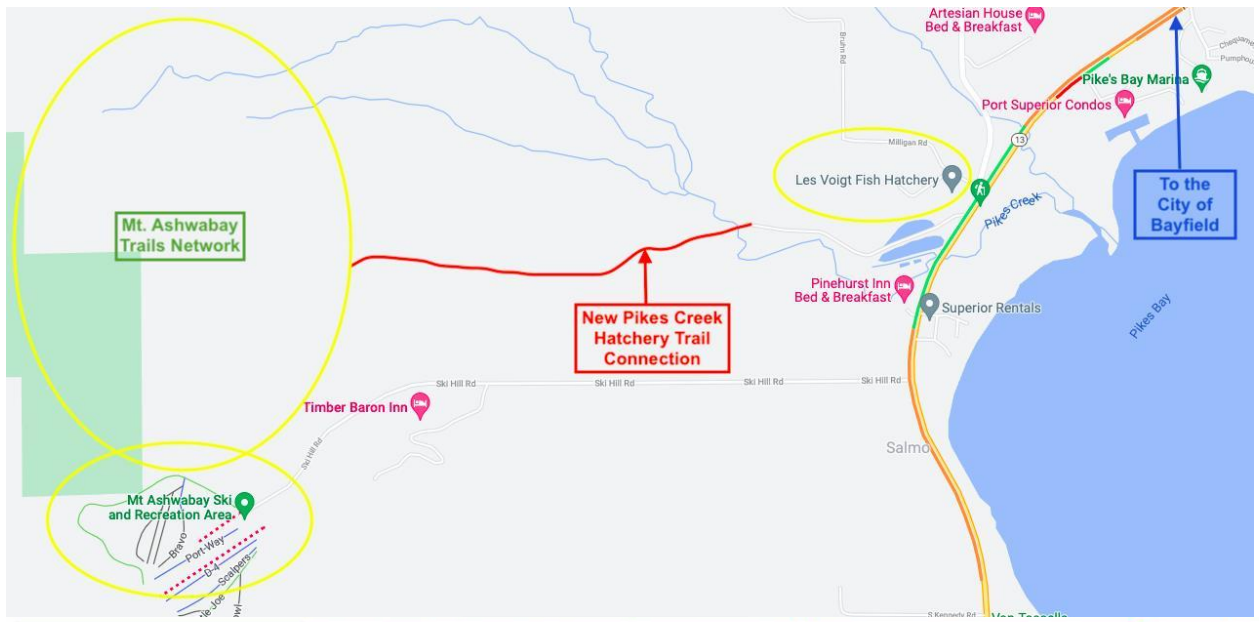 Artesian House
Bed & Breakfast
Bruhn Rd
Pike's Bay Marina
Port Superior Condos
13
Milligan Rd
Les Voigt Fish Hatchery
Pikes Creek
To the
City of
Bayfield
Mt. Ashwabay
Trails Network
Pinehurst Inn
Bed & Breakfast
Superior Rentals
Pikes Bay
New Pikes Creek
Hatchery Trail
Connection
Ski Hill Rd
Ski Hill Rd
Ski Hill Rd
Ski Hill Rd
Timber Baron Inn
Ski Hill Rd
Salmo
Mt Ashwabay Ski
and Recreation Area
Bravo
Port Way
D-4
Scalpers
S Kennedy Rd